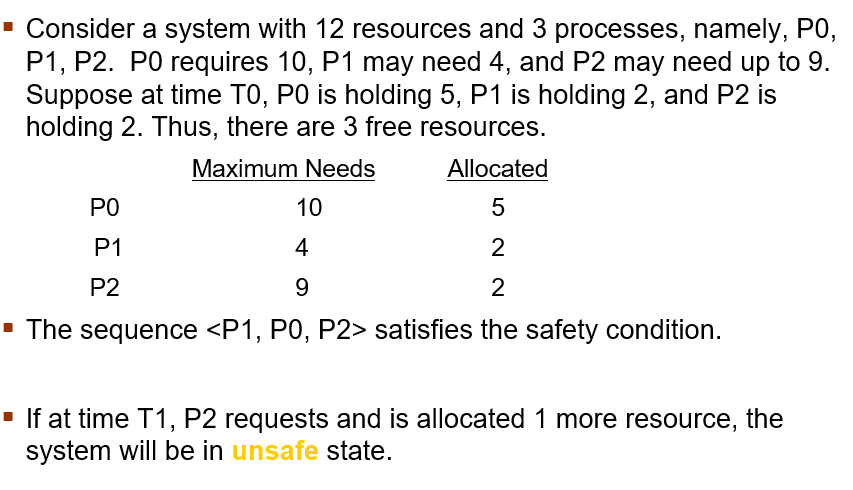 ▪ Consider a system with 12 resources and 3 processes, namely, P0,
P1, P2.  P0 requires 10, P1 may need 4, and P2 may need up to 9.
Suppose at time T0, P0 is holding 5, P1 is holding 2, and P2 is
holding 2. Thus, there are 3 free resources.
Maximum Needs Allocated
P0 10 5
P1 4 2
P2 9 2
▪ The sequence <P1, P0, P2> satisfies the safety condition.
▪ If at time T1, P2 requests and is allocated 1 more resource, the
system will be in unsafe state.